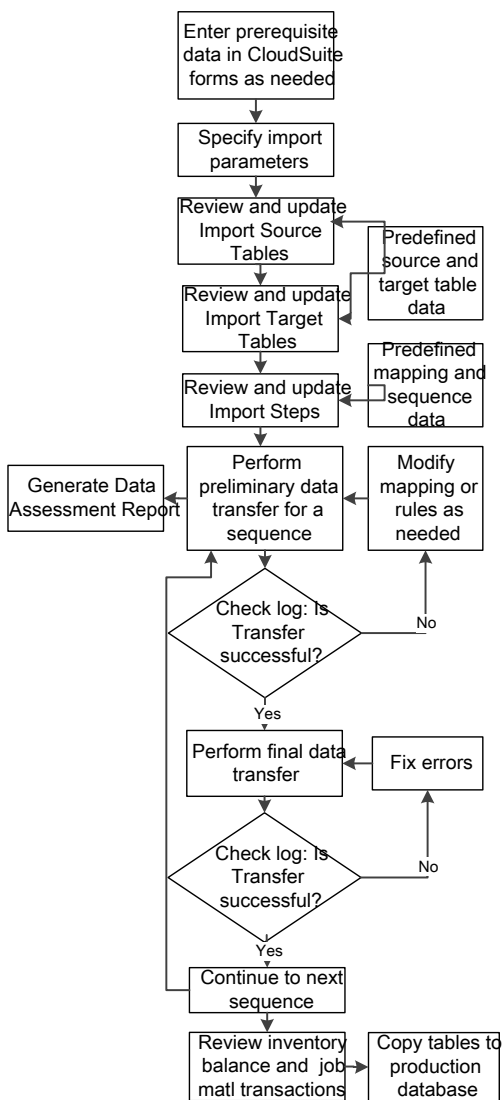 Enter prerequisite
data in CloudSuite
forms as needed
Specify import
parameters
Review and update
Import Source
Tables
Predefined
source and
target table
data
Review and update
Import Target
Tables
Predefined
mapping and
sequence
data
Review and update
Import Steps
Generate Data
Assessment Report
Perform
preliminary data
transfer for a
sequence
Modify
mapping or
rules as
needed
Check log: Is
Transfer
successful?
No
Yes
Perform final data
transfer
Fix errors
Check log: Is
Transfer
successful?
No
Yes
Continue to next
sequence
Review inventory
balance and job
matl transactions
Copy tables to
production
database